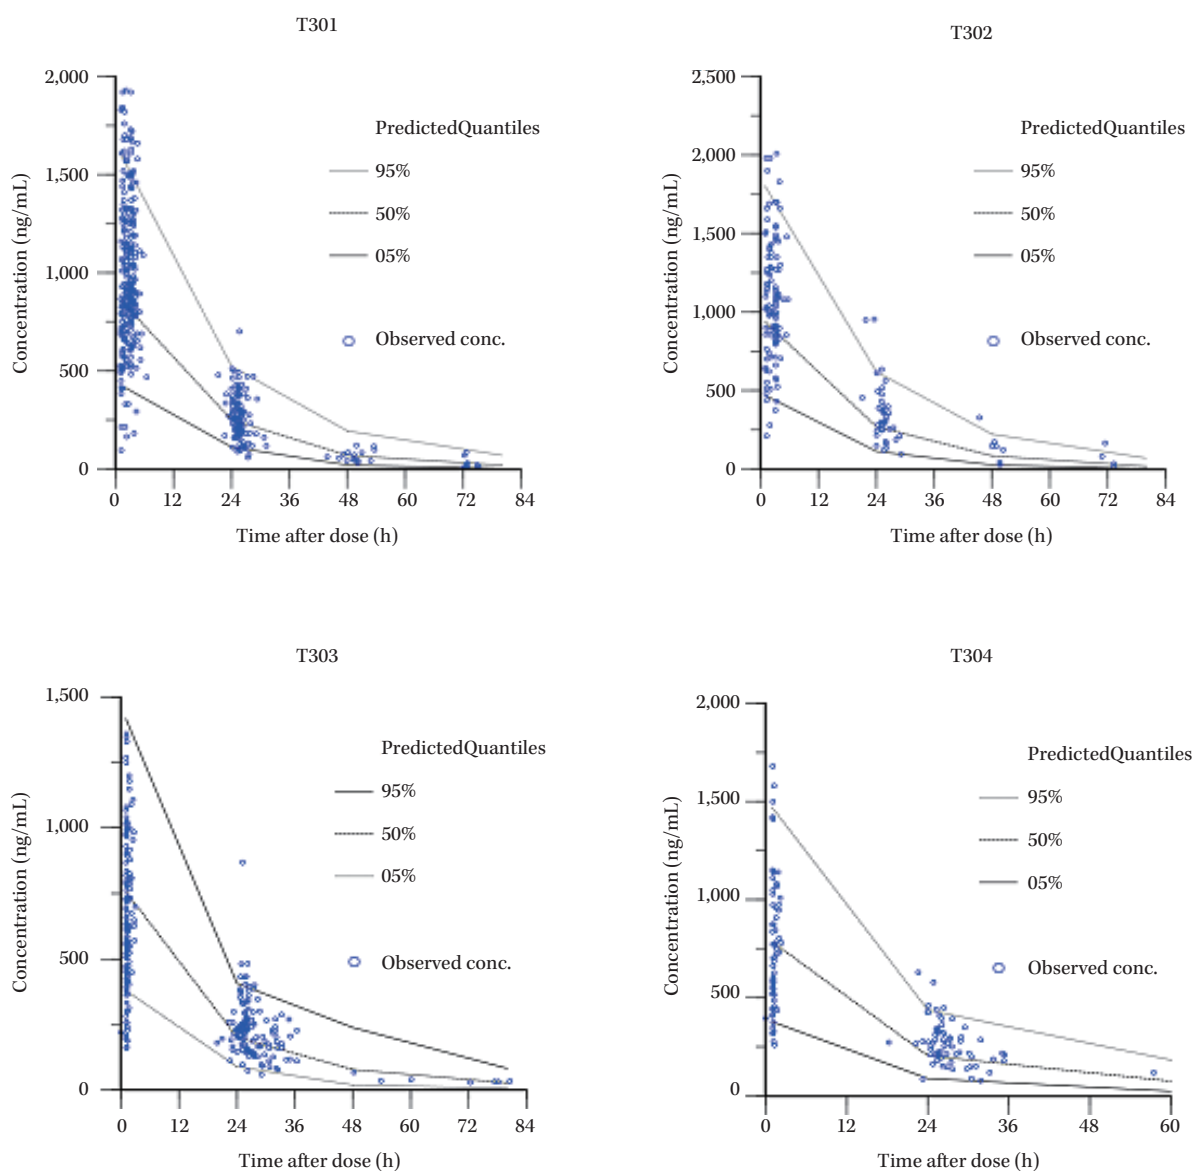 T301
2,000
1,500
1,000
500
0
Concentration (ng/mL)
PredictedQuantiles
95%
50%
05%
Observed conc.
0 12 24 36 48 60 72 84
Time after dose (h)
T302
2,500
2,000
1,500
1,000
500
0
Concentration (ng/mL)
PredictedQuantiles
95%
50%
05%
Observed conc.
0 12 24 36 48 60 72 84
Time after dose (h)
T303
1,500
1,000
500
0
Concentration (ng/mL)
PredictedQuantiles
95%
50%
05%
Observed conc.
0 12 24 36 48 60 72 84
Time after dose (h)
T304
2,000
1,500
1,000
500
0
Concentration (ng/mL)
PredictedQuantiles
95%
50%
05%
Observed conc.
0 12 24 36 48 60
Time after dose (h)